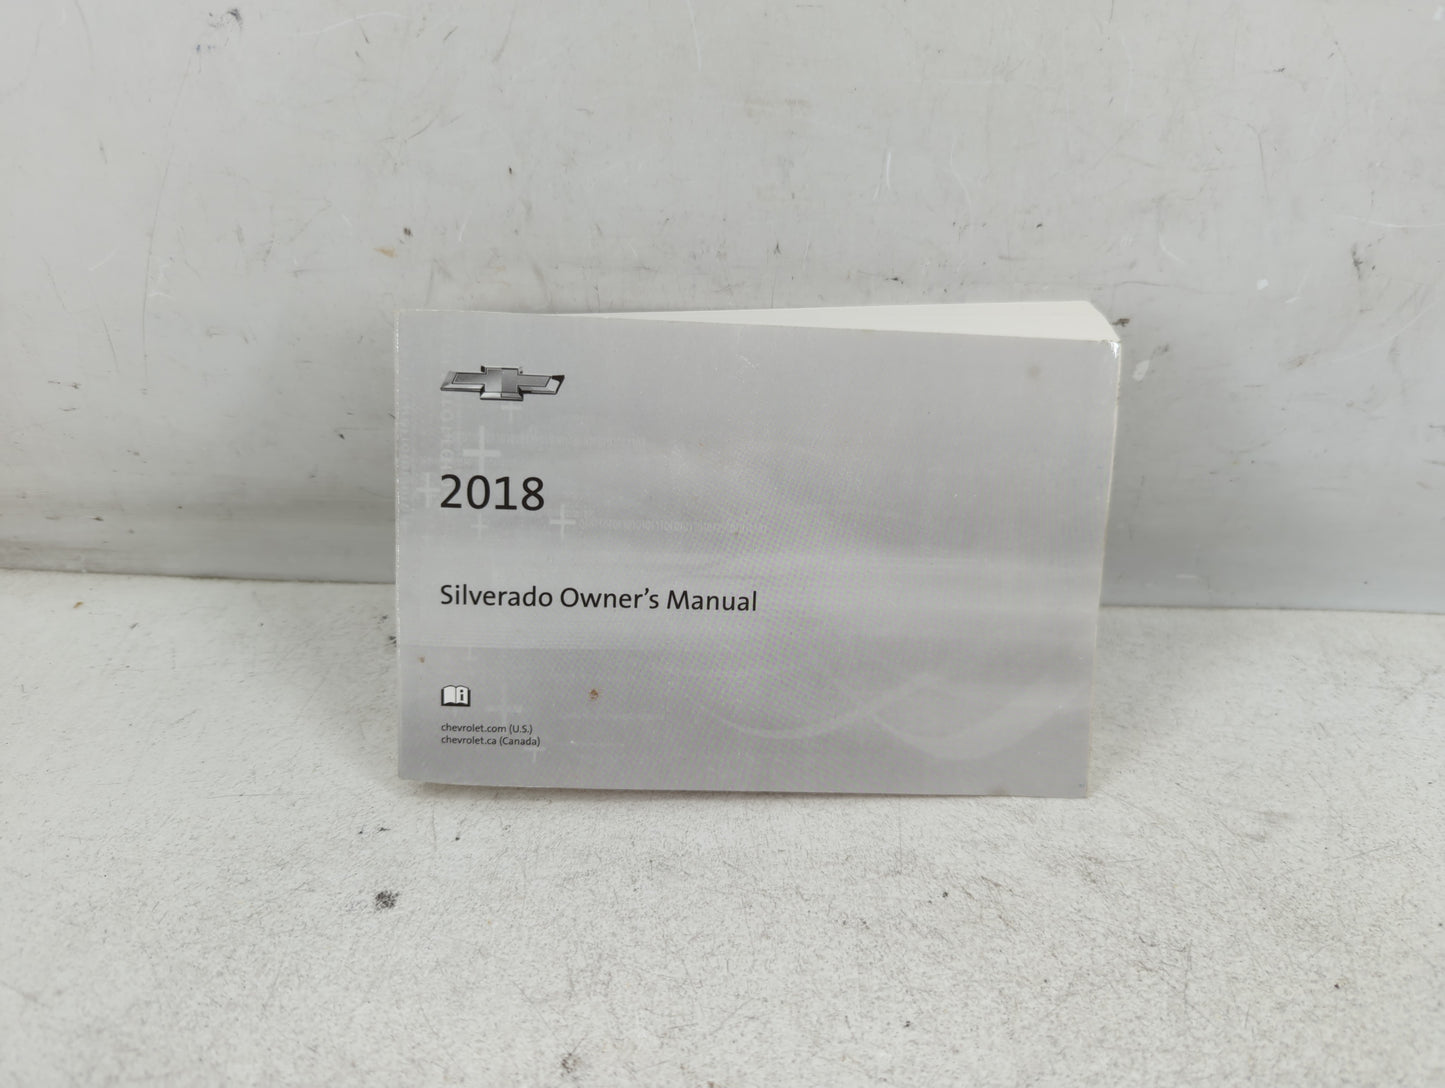 2018
Silverado Owner's Manual
chevrolet.com (U.S.)
chevrolet.ca (Canada)